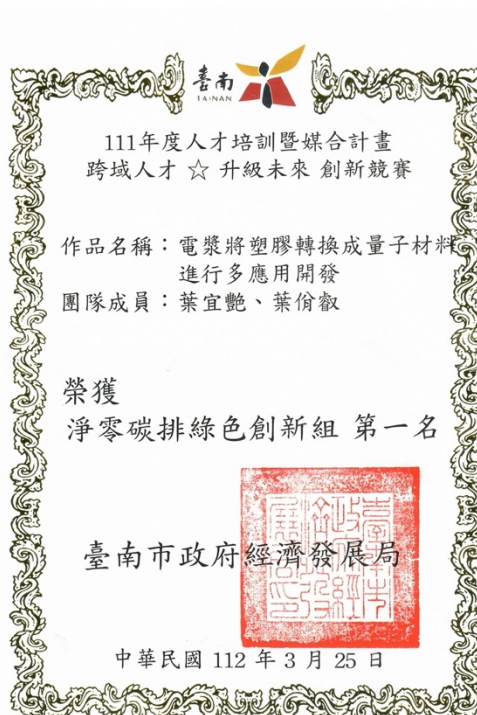 臺南
TAINAN
111年度人才培訓暨媒合計畫
跨域人才 ☆ 升級未來 創新競賽
作品名稱：電漿將塑膠轉換成量子材料
進行多應用開發
團隊成員：葉宜艷、葉佾叡
榮獲
淨零碳排綠色創新組 第一名
臺南市政府經濟發展局
中華民國 112 年 3 月 25 日